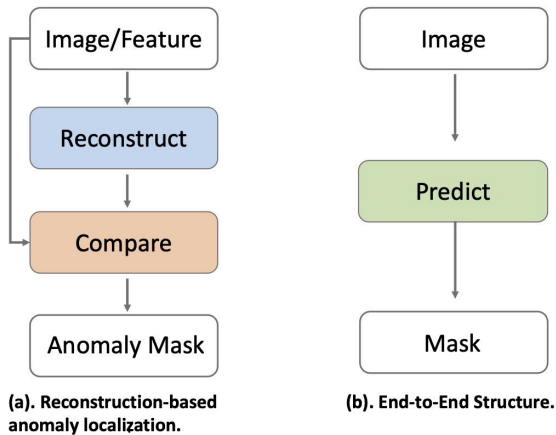 Image/Feature
Reconstruct
Compare
Anomaly Mask
(a). Reconstruction-based
anomaly localization.
Image
Predict
Mask
(b). End-to-End Structure.